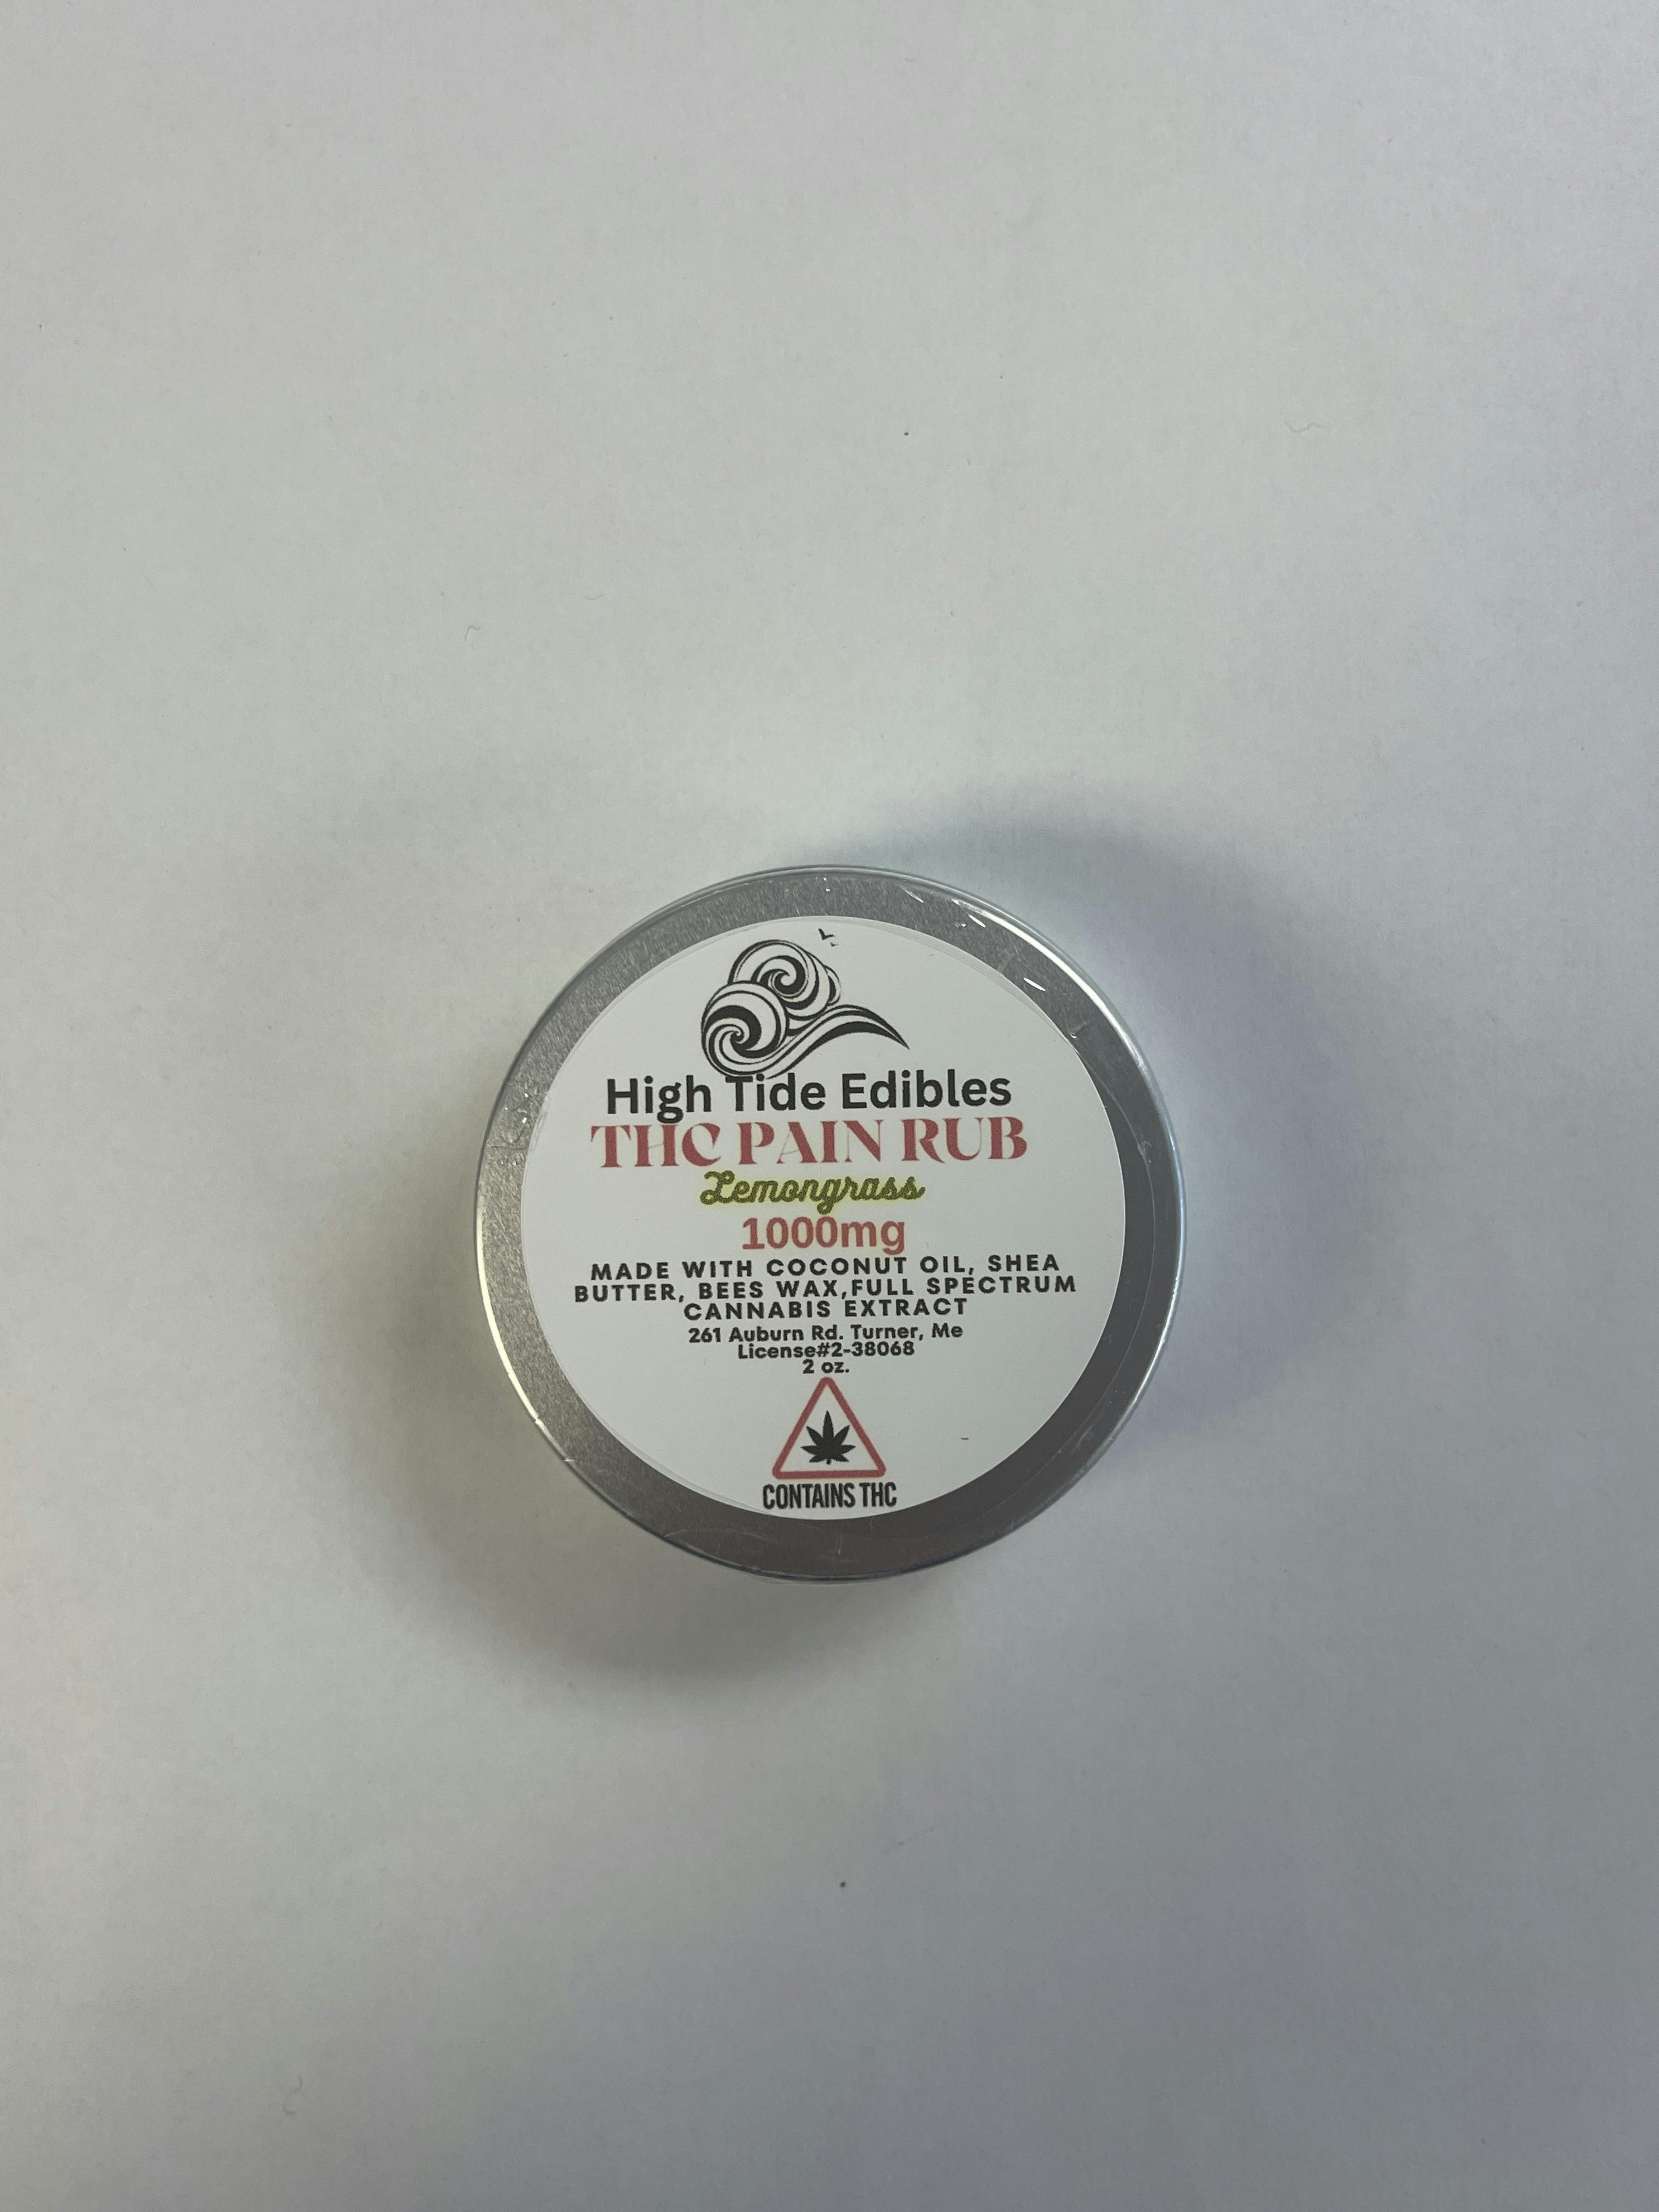 High Tide Edibles
THC PAIN RUB
Lemongrass
1000mg
MADE WITH COCONUT OIL, SHEA
BUTTER, BEES WAX,FULL SPECTRUM
CANNABIS EXTRACT
261 Auburn Rd. Turner, Me
License#2-38068
2 oz.
CONTAINS THC